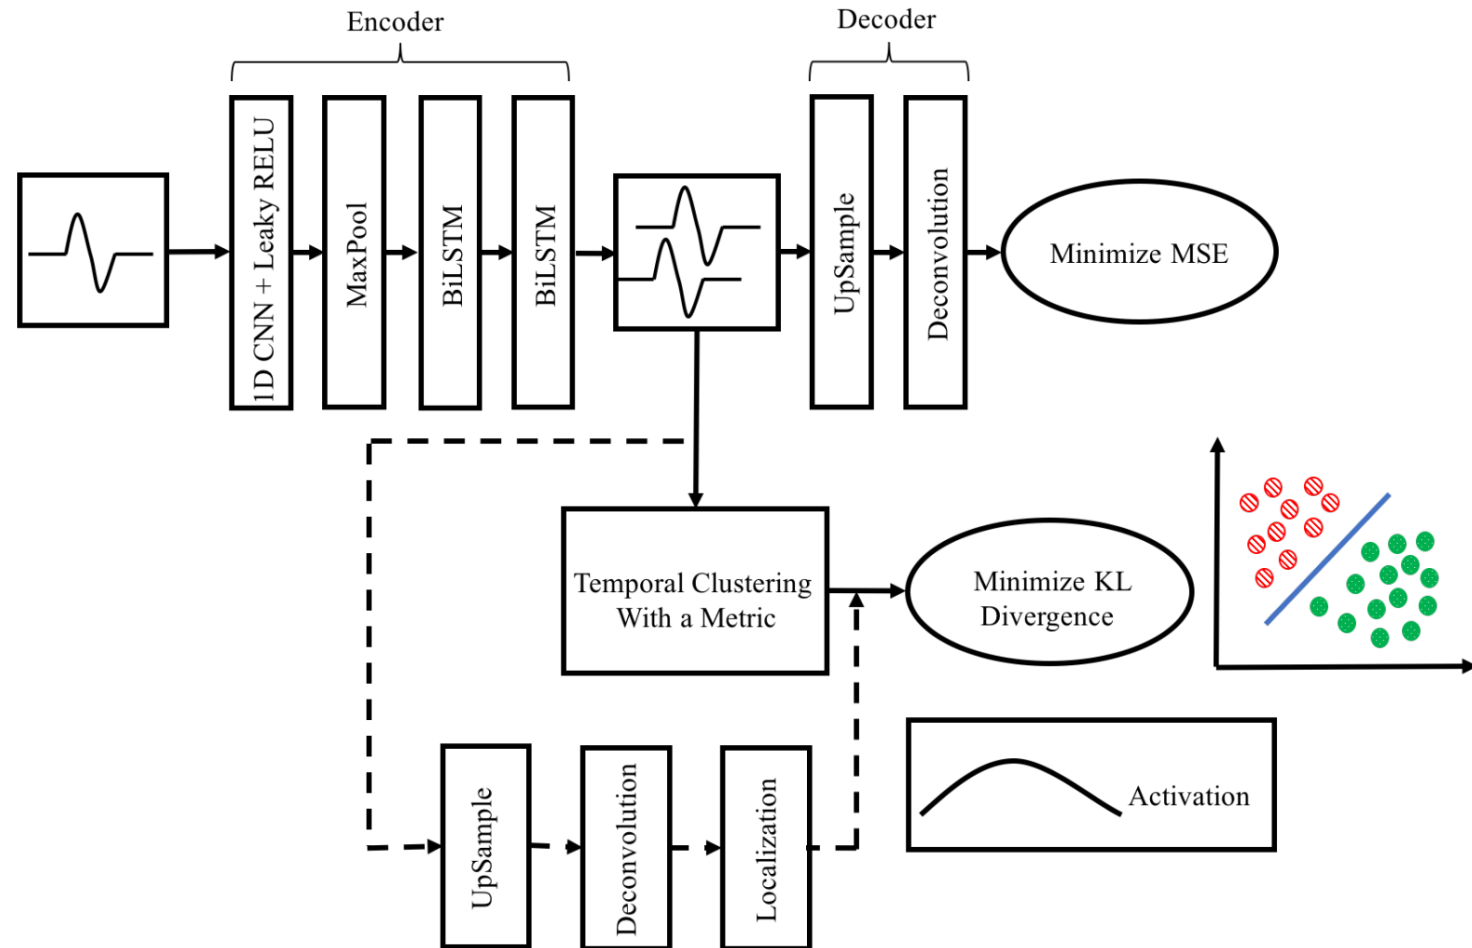 Encoder
Decoder
1D CNN + Leaky RELU
MaxPool
BiLSTM
BiLSTM
UpSample
Deconvolution
Minimize MSE
Temporal Clustering
With a Metric
Minimize KL
Divergence
UpSample
Deconvolution
Localization
Activation